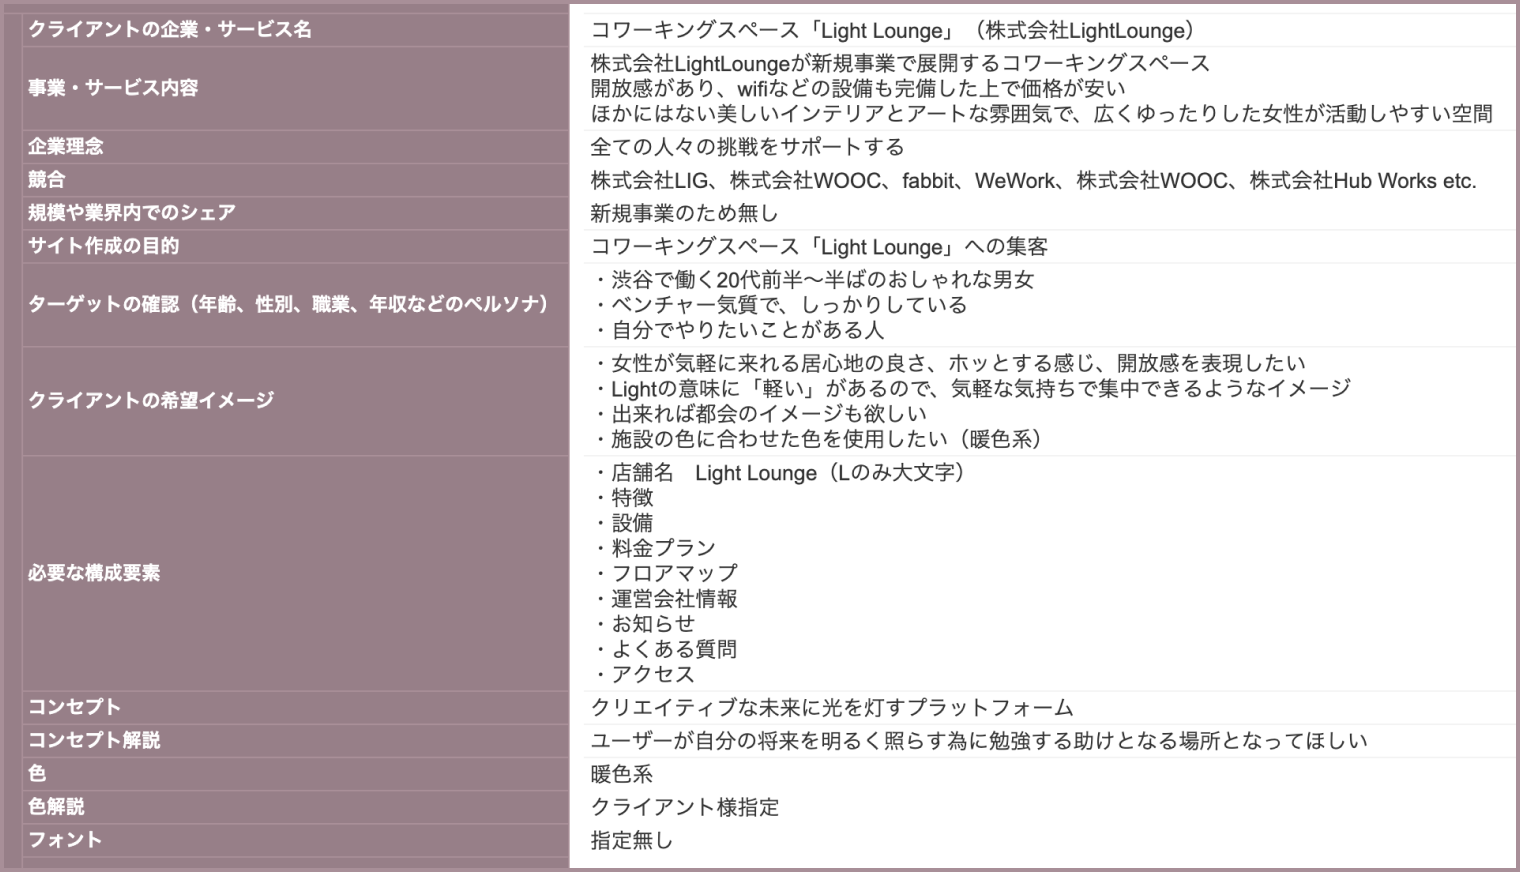 クライアントの企業・サービス名
コワーキングスペース「Light Lounge」（株式会社LightLounge）
事業・サービス内容
株式会社LightLoungeが新規事業で展開するコワーキングスペース
開放感があり、wifiなどの設備も完備した上で価格が安い
ほかにはない美しいインテリアとアートな雰囲気で、広くゆったりした女性が活動しやすい空間
企業理念
全ての人々の挑戦をサポートする
競合
株式会社LIG、株式会社WOOC、fabbit、WeWork、株式会社WOOC、株式会社Hub Works etc.
規模や業界内でのシェア
新規事業のため無し
サイト作成の目的
コワーキングスペース「Light Lounge」への集客
ターゲットの確認（年齢、性別、職業、年収などのペルソナ）
・渋谷で働く20代前半〜半ばのおしゃれな男女
・ベンチャー気質で、しっかりしている
・自分でやりたいことがある人
クライアントの希望イメージ
・女性が気軽に来れる居心地の良さ、ホッとする感じ、開放感を表現したい
・Lightの意味に「軽い」があるので、気軽な気持ちで集中できるようなイメージ
・出来れば都会のイメージも欲しい
・施設の色に合わせた色を使用したい（暖色系）
必要な構成要素
・店舗名　Light Lounge（Lのみ大文字）
・特徴
・設備
・料金プラン
・フロアマップ
・運営会社情報
・お知らせ
・よくある質問
・アクセス
コンセプト
クリエイティブな未来に光を灯すプラットフォーム
コンセプト解説
ユーザーが自分の将来を明るく照らす為に勉強する助けとなる場所となってほしい
色
暖色系
色解説
クライアント様指定
フォント
指定無し